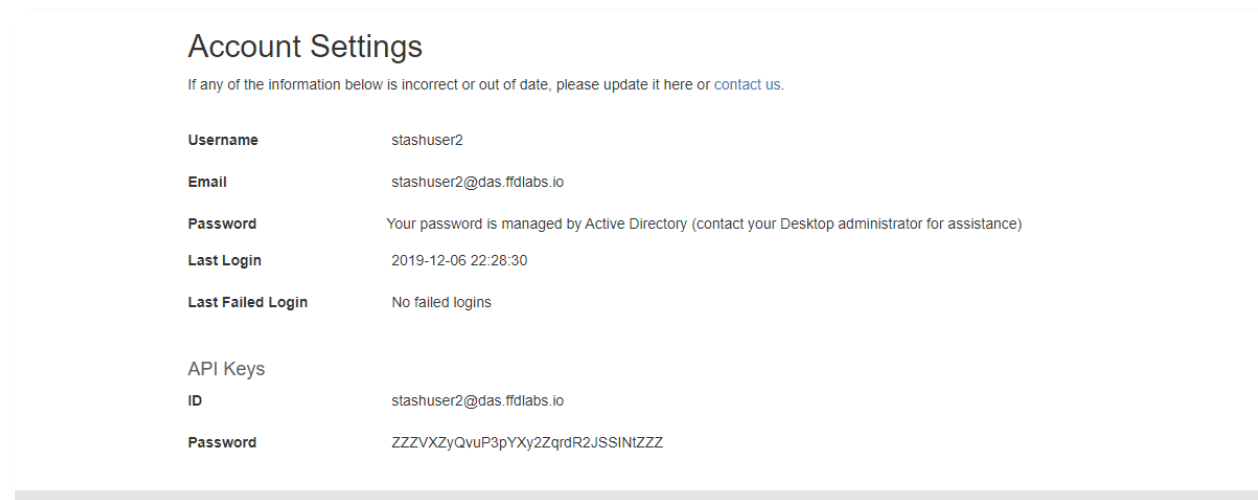 Account Settings
If any of the information below is incorrect or out of date, please update it here or contact us.
Username stashuser2
Email stashuser2@das.ffdlabs.io
Password Your password is managed by Active Directory (contact your Desktop administrator for assistance)
Last Login 2019-12-06 22:28:30
Last Failed Login No failed logins
API Keys
ID stashuser2@das.ffdlabs.io
Password ZZZVXZyQvuP3pYXy2ZqrdR2JSSINtZZZ